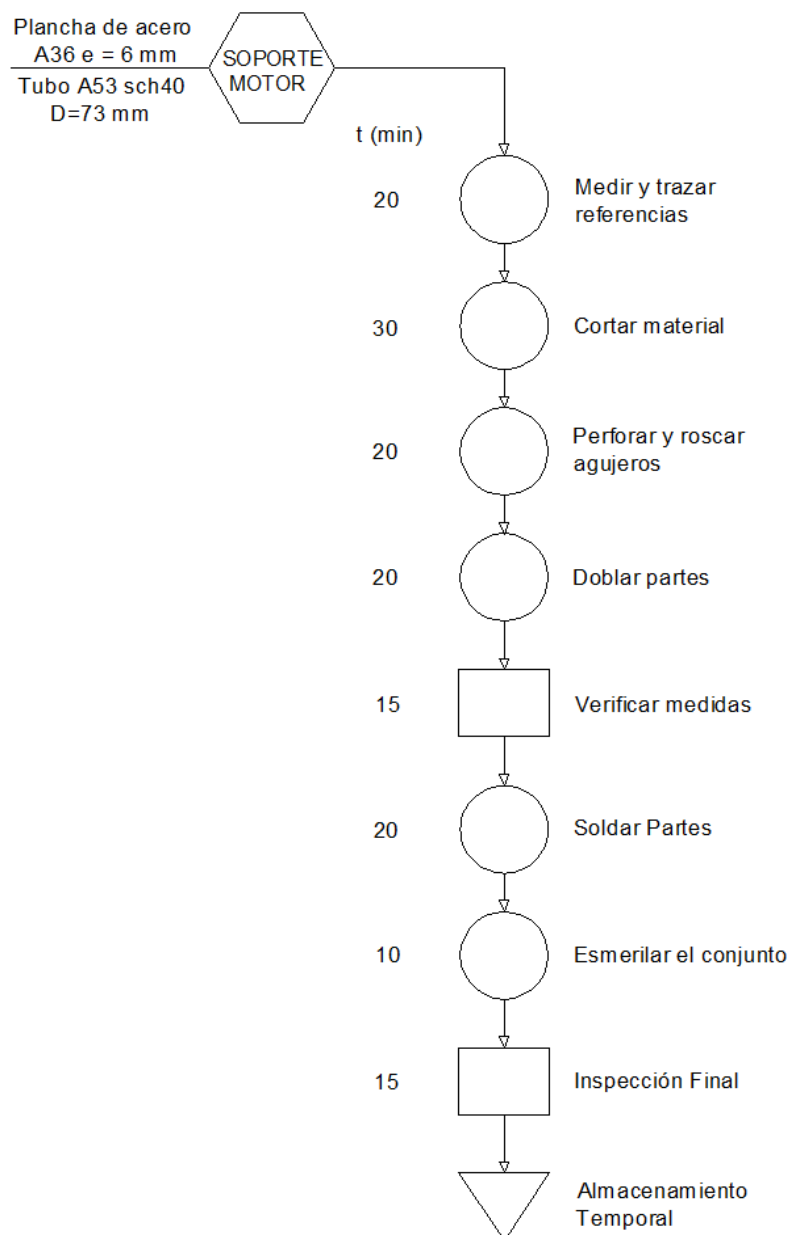 Plancha de acero
A36 e = 6 mm
Tubo A53 sch40
D=73 mm
SOPORTE
MOTOR
t (min)
20
Medir y trazar
referencias
30
Cortar material
20
Perforar y roscar
agujeros
20
Doblar partes
15
Verificar medidas
20
Soldar Partes
10
Esmerilar el conjunto
15
Inspección Final
Almacenamiento
Temporal